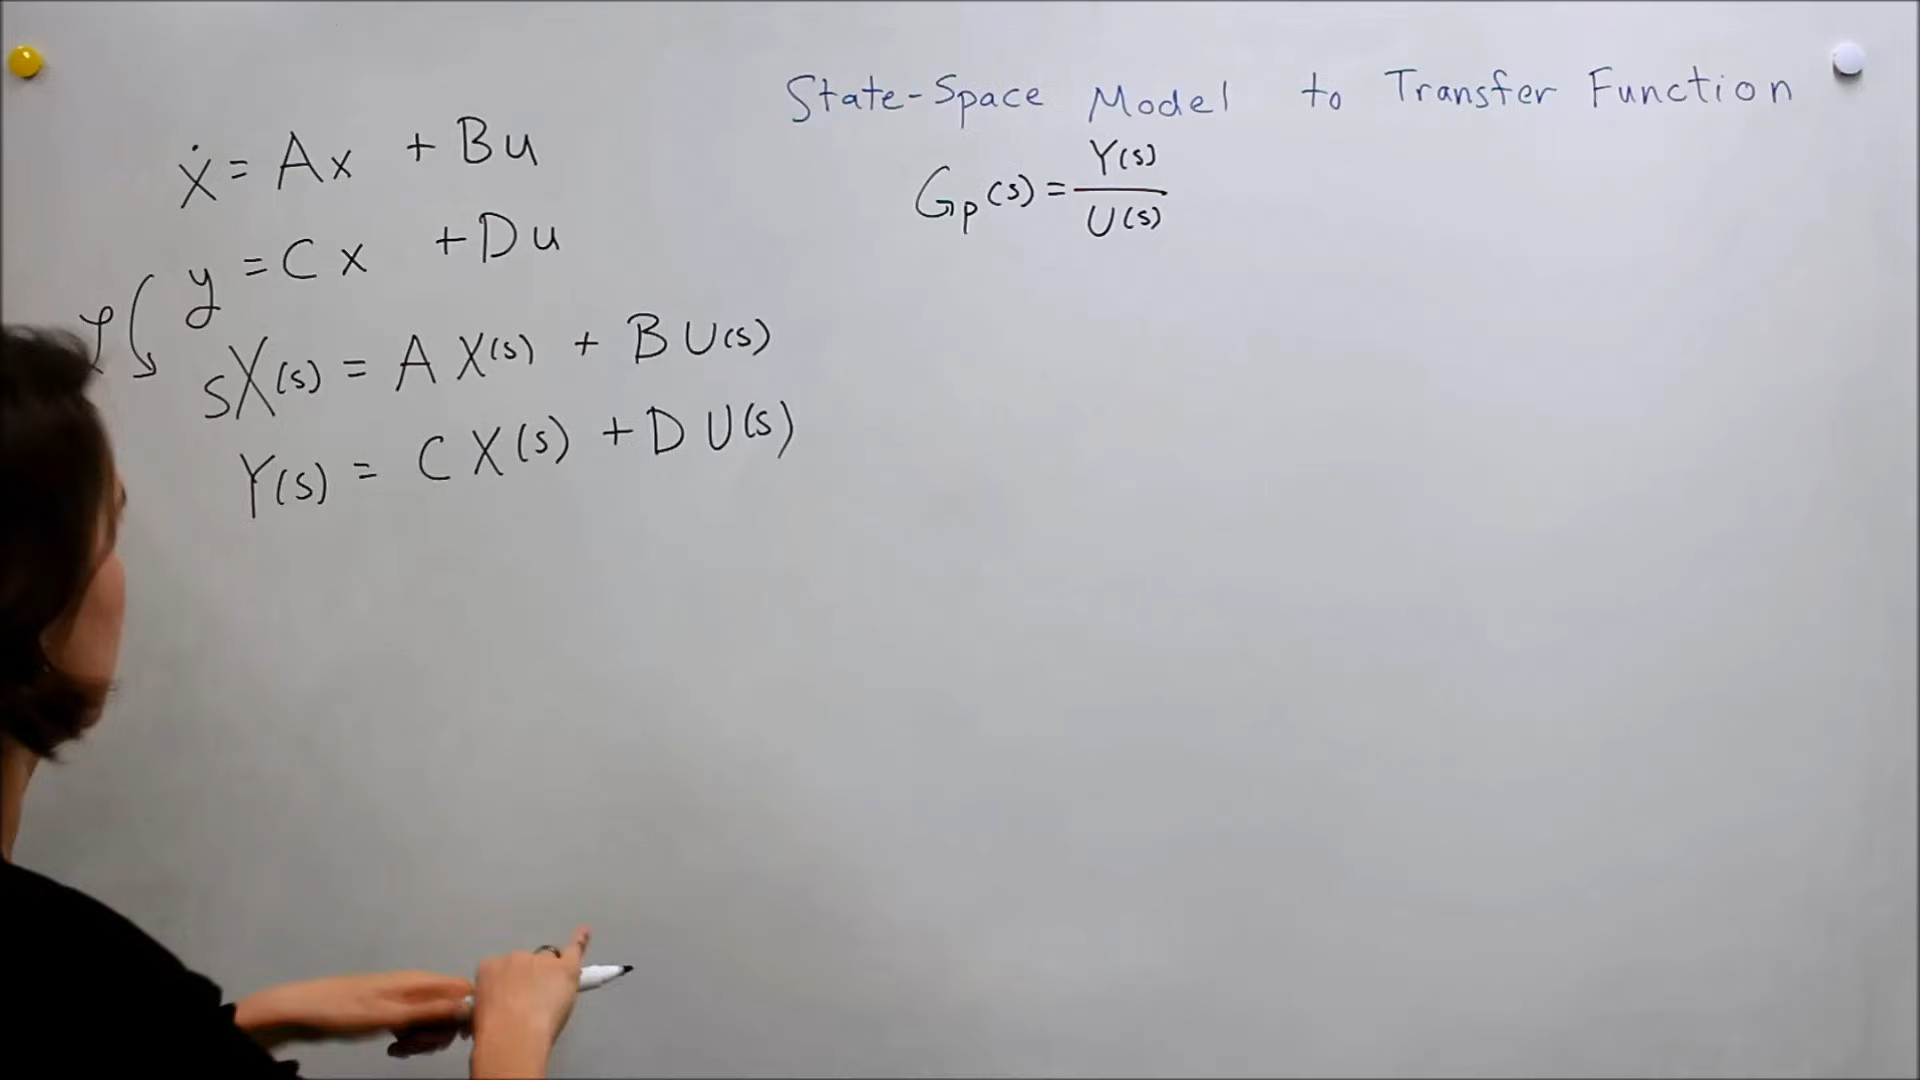 State-Space Model to Transfer Function
ẋ = Ax + Bu
y = Cx + Du
sX(s) = A X(s) + B U(s)
Y(s) = C X(s) + D U(s)
Gp(s) = Y(s) / U(s)